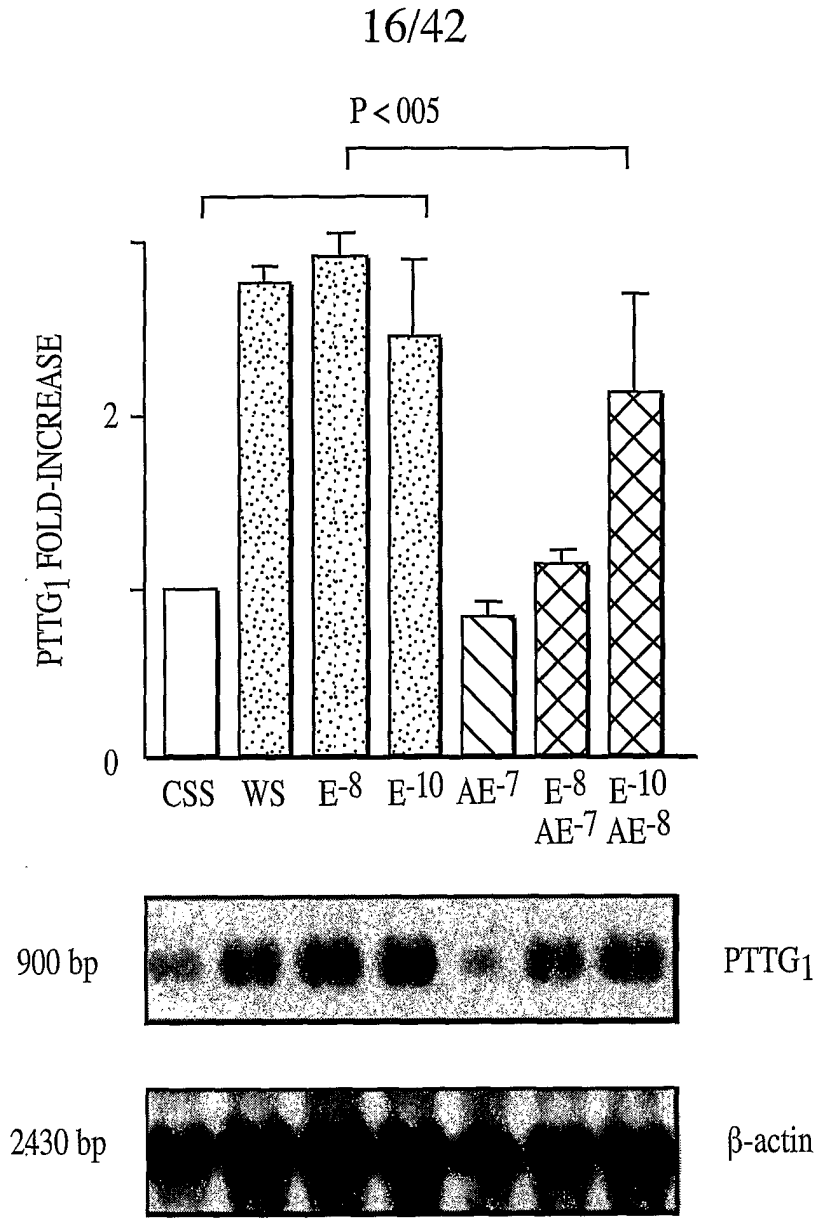 16/42
P < 005
PTTG1 FOLD-INCREASE
2
0
CSS WS E-8 E-10 AE-7 E-8 E-10
AE-7 AE-8
900 bp PTTG1
2430 bp β-actin